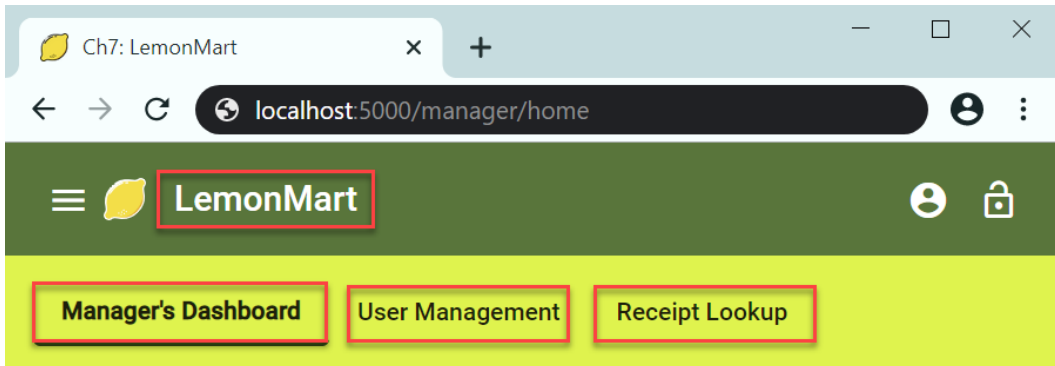 Ch7: LemonMart
localhost:5000/manager/home
LemonMart
Manager's Dashboard User Management Receipt Lookup